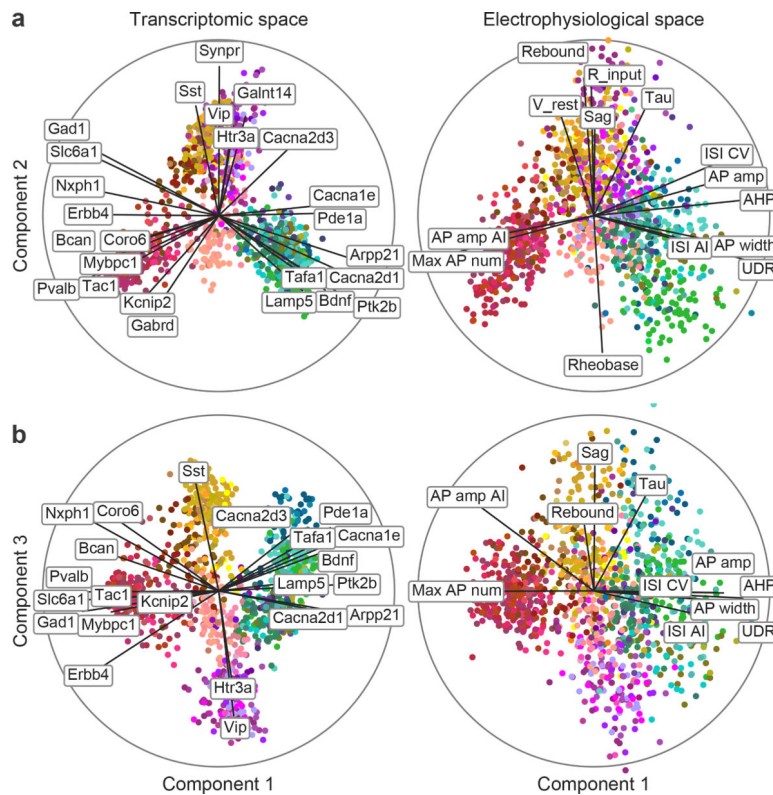 a
Transcriptomic space
Electrophysiological space
Synpr
Sst
Galnt14
Vip
Htr3a
Cacna2d3
Gad1
Slc6a1
Nxph1
Erbb4
Bcan
Coro6
Mybpc1
Pvalb
Tac1
Kcnip2
Gabrd
Cacna1e
Pde1a
Arpp21
Tafa1
Cacna2d1
Lamp5
Bdnf
Ptk2b
Component 2
Rebound
R_input
V_rest
Sag
Tau
ISI CV
AP amp
AHP
AP amp AI
Max AP num
ISI AI
AP width
UDR
Rheobase
b
Sst
Nxph1
Coro6
Cacna2d3
Pde1a
Bcan
Tafa1
Cacna1e
Bdnf
Pvalb
Tac1
Lamp5
Ptk2b
Slc6a1
Kcnip2
Gad1
Mybpc1
Cacna2d1
Arpp21
Erbb4
Htr3a
Vip
Component 3
Component 1
Sag
AP amp AI
Tau
Rebound
AP amp
Max AP num
ISI CV
AHP
AP width
ISI AI
UDR
Component 1